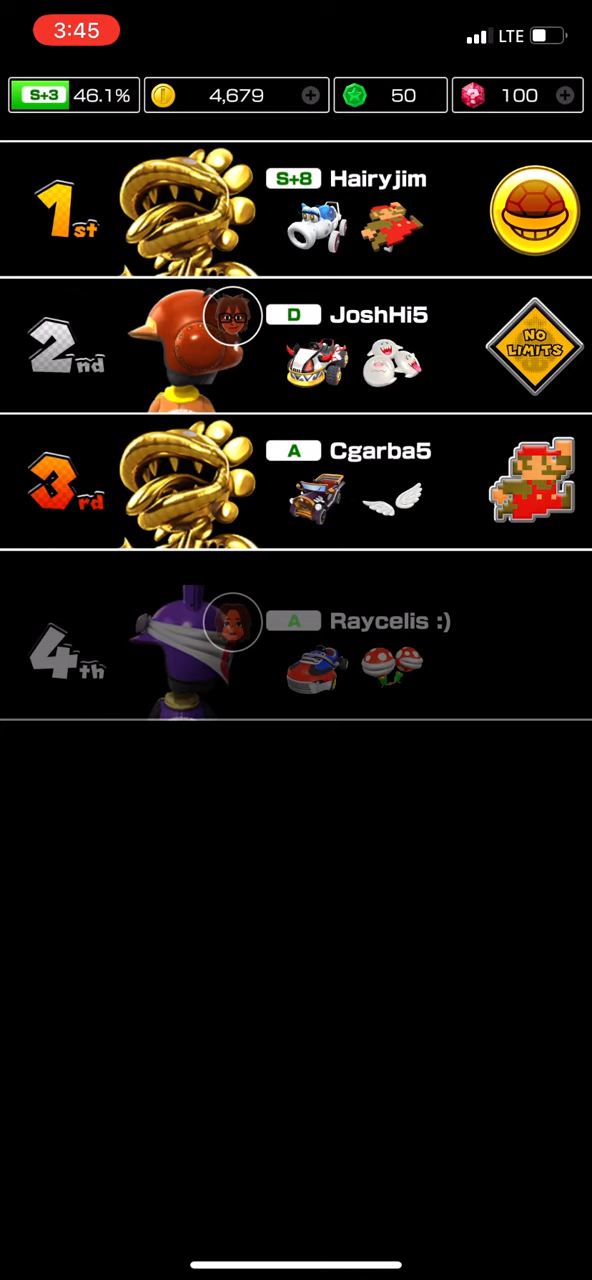 3:45
LTE
S+3 46.1% 4,679 50 100
1st
S+8 Hairyjim
2nd
D JoshHi5
NO LIMITS
3rd
A Cgarba5
4th
A Raycelis :)